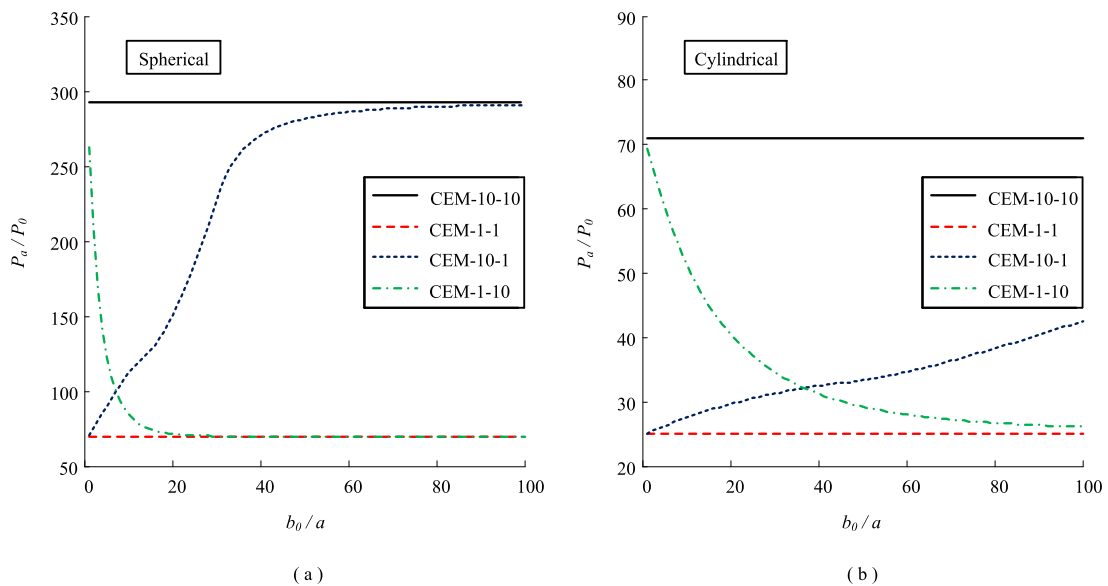 350
300
250
200
150
100
50
P_a / P_0
Spherical
CEM-10-10
CEM-1-1
CEM-10-1
CEM-1-10
0 20 40 60 80 100
b_0 / a
( a )
90
80
70
60
50
40
30
20
P_a / P_0
Cylindrical
CEM-10-10
CEM-1-1
CEM-10-1
CEM-1-10
0 20 40 60 80 100
b_0 / a
( b )